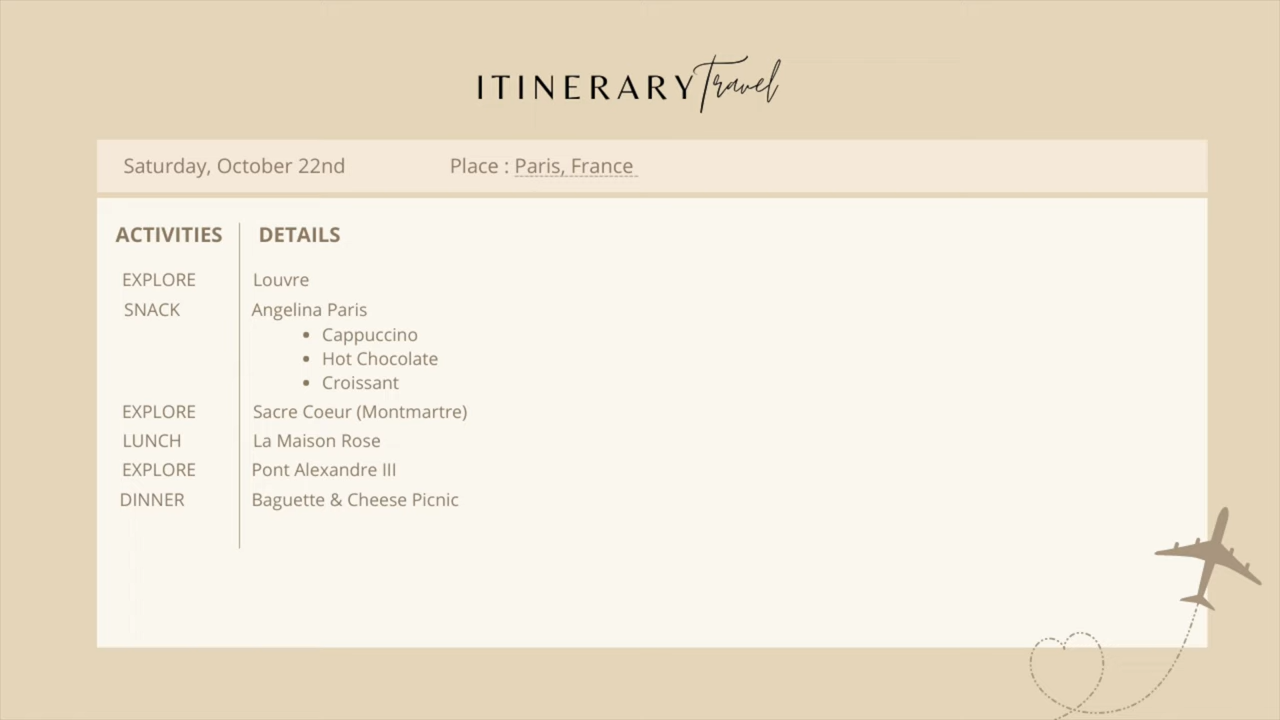 ITINERARY Travel
Saturday, October 22nd Place : Paris, France
ACTIVITIES DETAILS
EXPLORE Louvre
SNACK Angelina Paris
• Cappuccino
• Hot Chocolate
• Croissant
EXPLORE Sacre Coeur (Montmartre)
LUNCH La Maison Rose
EXPLORE Pont Alexandre III
DINNER Baguette & Cheese Picnic